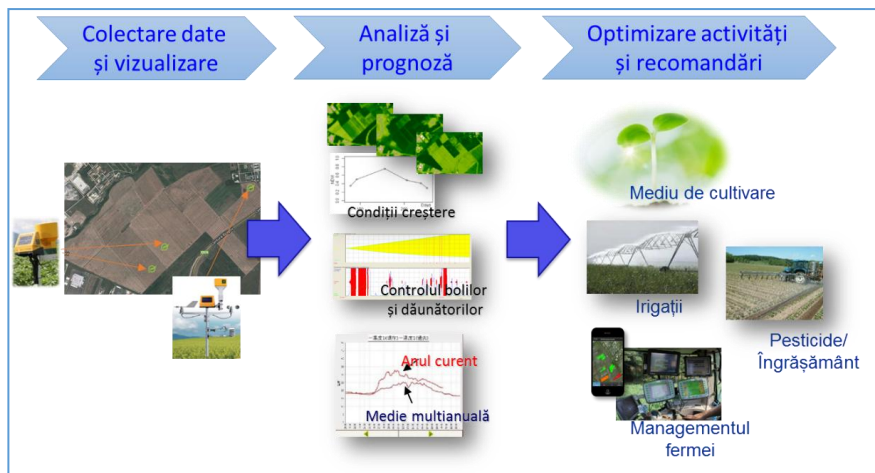 Colectare date
și vizualizare
Analiză și
prognoză
Optimizare activități
și recomandări
Condiții creștere
Controlul bolilor
și dăunătorilor
Anul curent
Medie multianuală
Mediu de cultivare
Irigații
Pesticide/
Îngrășământ
Managementul
fermei